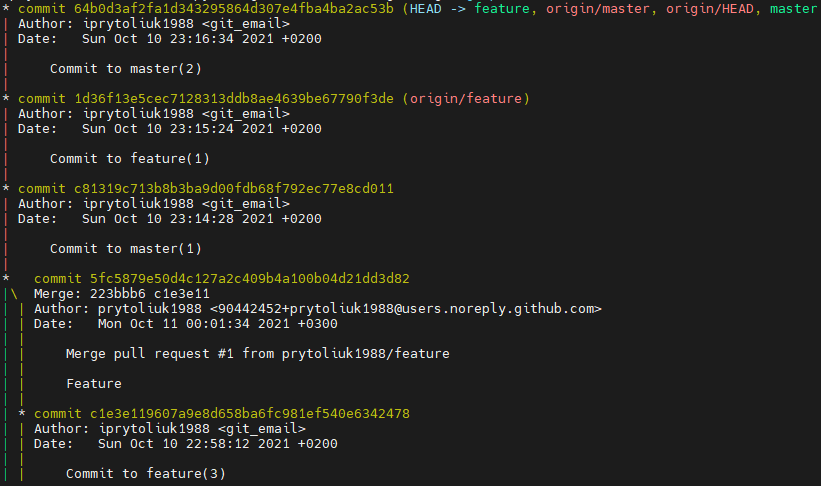 * commit 64b0d3af2fa1d343295864d307e4fba4ba2ac53b (HEAD -> feature, origin/master, origin/HEAD, master
| Author: iprytoliuk1988 <git_email>
| Date:   Sun Oct 10 23:16:34 2021 +0200
|
|     Commit to master(2)
|
* commit 1d36f13e5cec7128313ddb8ae4639be67790f3de (origin/feature)
| Author: iprytoliuk1988 <git_email>
| Date:   Sun Oct 10 23:15:24 2021 +0200
|
|     Commit to feature(1)
|
* commit c81319c713b8b3ba9d00fdb68f792ec77e8cd011
| Author: iprytoliuk1988 <git_email>
| Date:   Sun Oct 10 23:14:28 2021 +0200
|
|     Commit to master(1)
|
*   commit 5fc5879e50d4c127a2c409b4a100b04d21dd3d82
|\  Merge: 223bbb6 c1e3e11
| | Author: prytoliuk1988 <90442452+prytoliuk1988@users.noreply.github.com>
| | Date:   Mon Oct 11 00:01:34 2021 +0300
| |
| |     Merge pull request #1 from prytoliuk1988/feature
| |
| |     Feature
| |
| * commit c1e3e119607a9e8d658ba6fc981ef540e6342478
| | Author: iprytoliuk1988 <git_email>
| | Date:   Sun Oct 10 22:58:12 2021 +0200
| |
| |     Commit to feature(3)